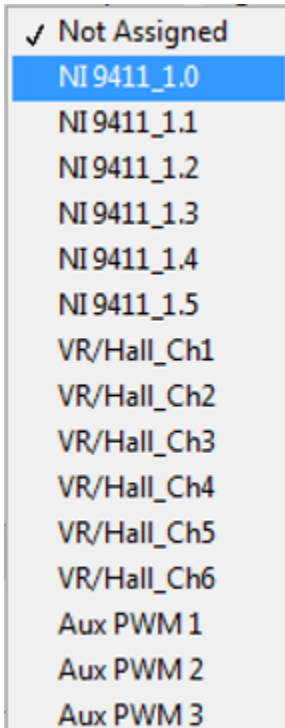 ✓ Not Assigned
NI 9411_1.0
NI 9411_1.1
NI 9411_1.2
NI 9411_1.3
NI 9411_1.4
NI 9411_1.5
VR/Hall_Ch1
VR/Hall_Ch2
VR/Hall_Ch3
VR/Hall_Ch4
VR/Hall_Ch5
VR/Hall_Ch6
Aux PWM 1
Aux PWM 2
Aux PWM 3